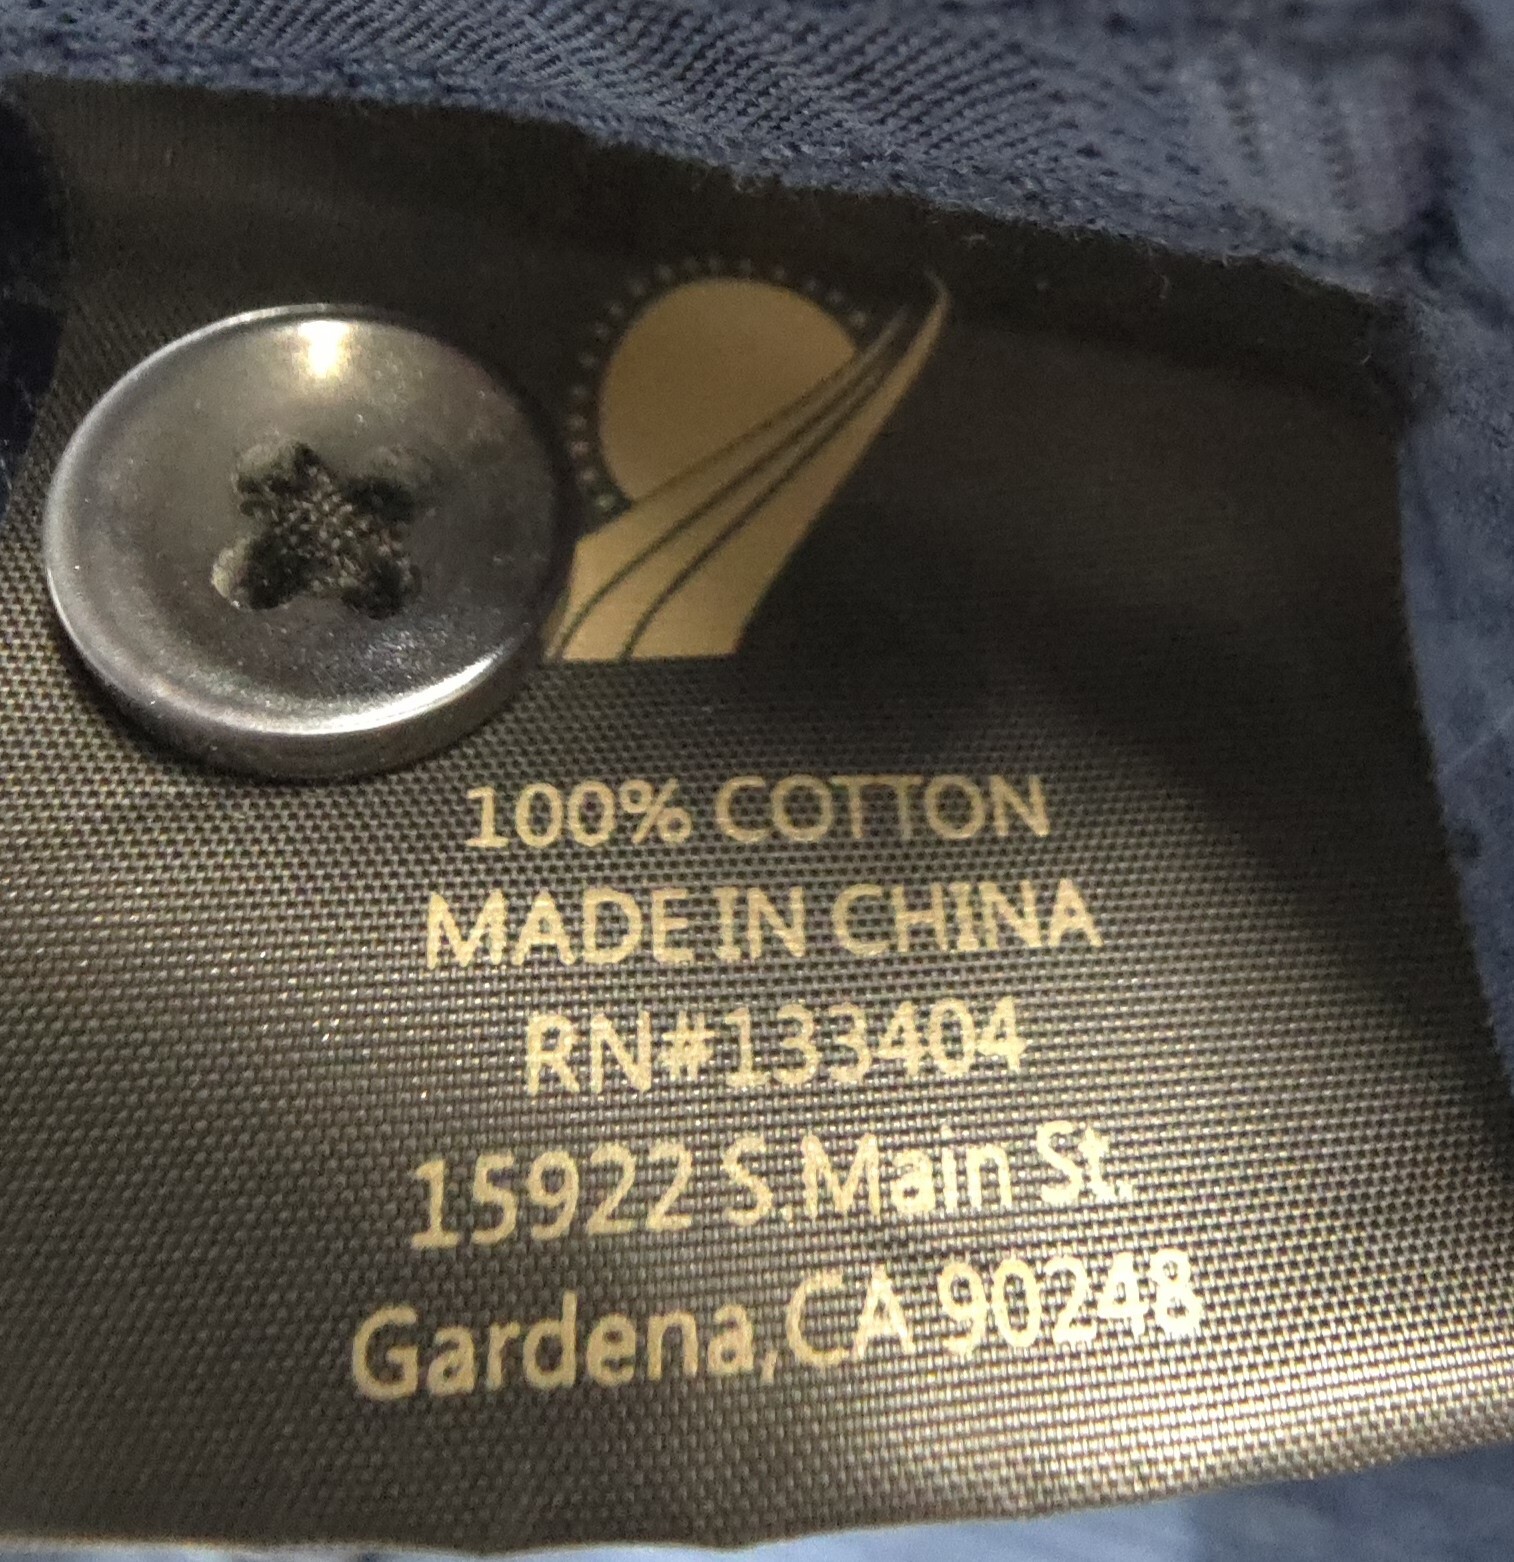 100% COTTON
MADE IN CHINA
RN#133404
15922 S.Main St.
Gardena,CA 90248